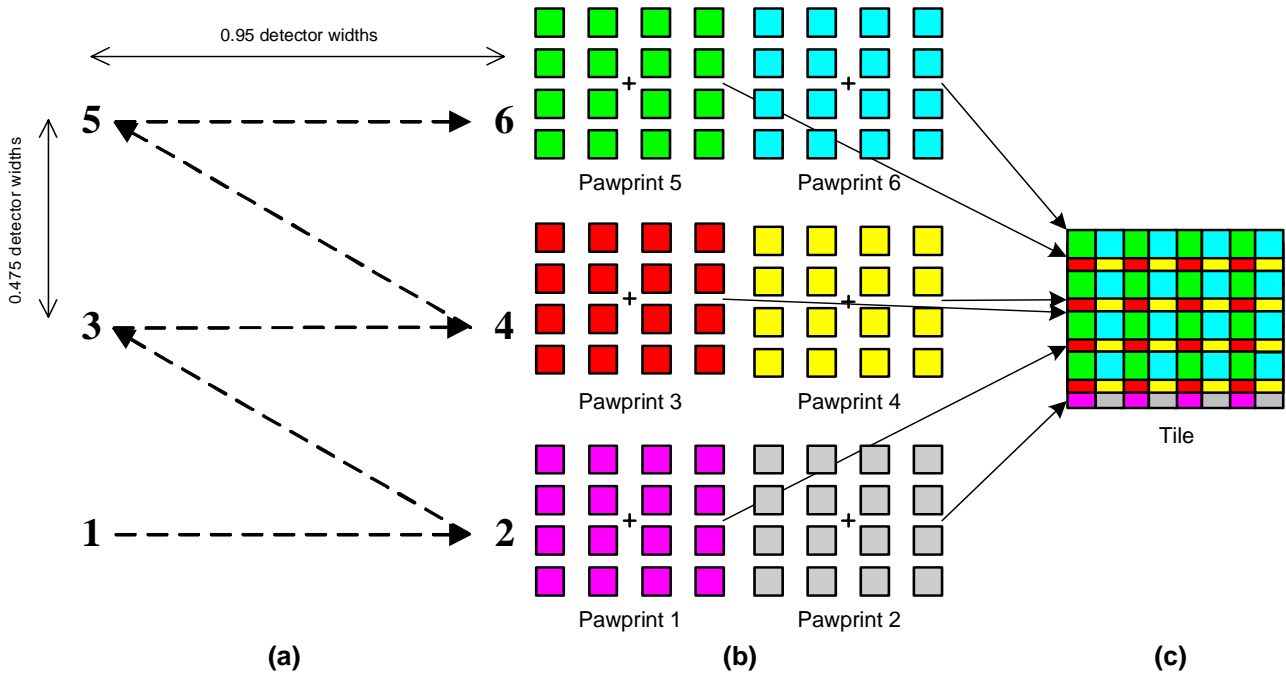 0.95 detector widths
5
6
0.475 detector widths
3
4
1
2
Pawprint 5
Pawprint 6
Pawprint 3
Pawprint 4
Pawprint 1
Pawprint 2
Tile
(a)
(b)
(c)